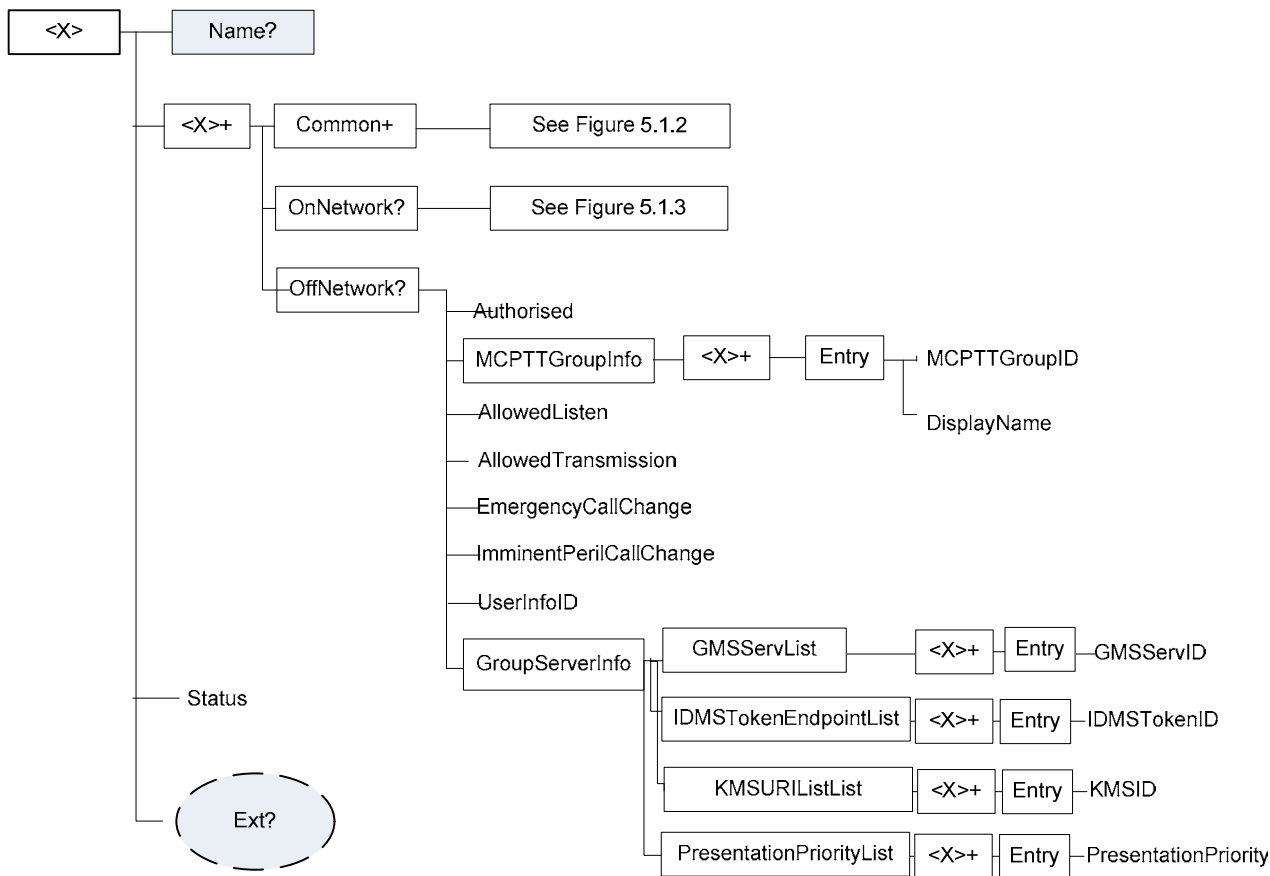 <X>
Name?
<X>+
Common+
See Figure 5.1.2
OnNetwork?
See Figure 5.1.3
OffNetwork?
Authorised
MCPTTGroupInfo
<X>+
Entry
MCPTTGroupID
DisplayName
AllowedListen
AllowedTransmission
EmergencyCallChange
ImminentPerilCallChange
UserInfoID
GroupServerInfo
GMSServList
<X>+
Entry
GMSServID
IDMSTokenEndpointList
<X>+
Entry
IDMSTokenID
KMSURIListList
<X>+
Entry
KMSID
PresentationPriorityList
<X>+
Entry
PresentationPriority
Status
Ext?